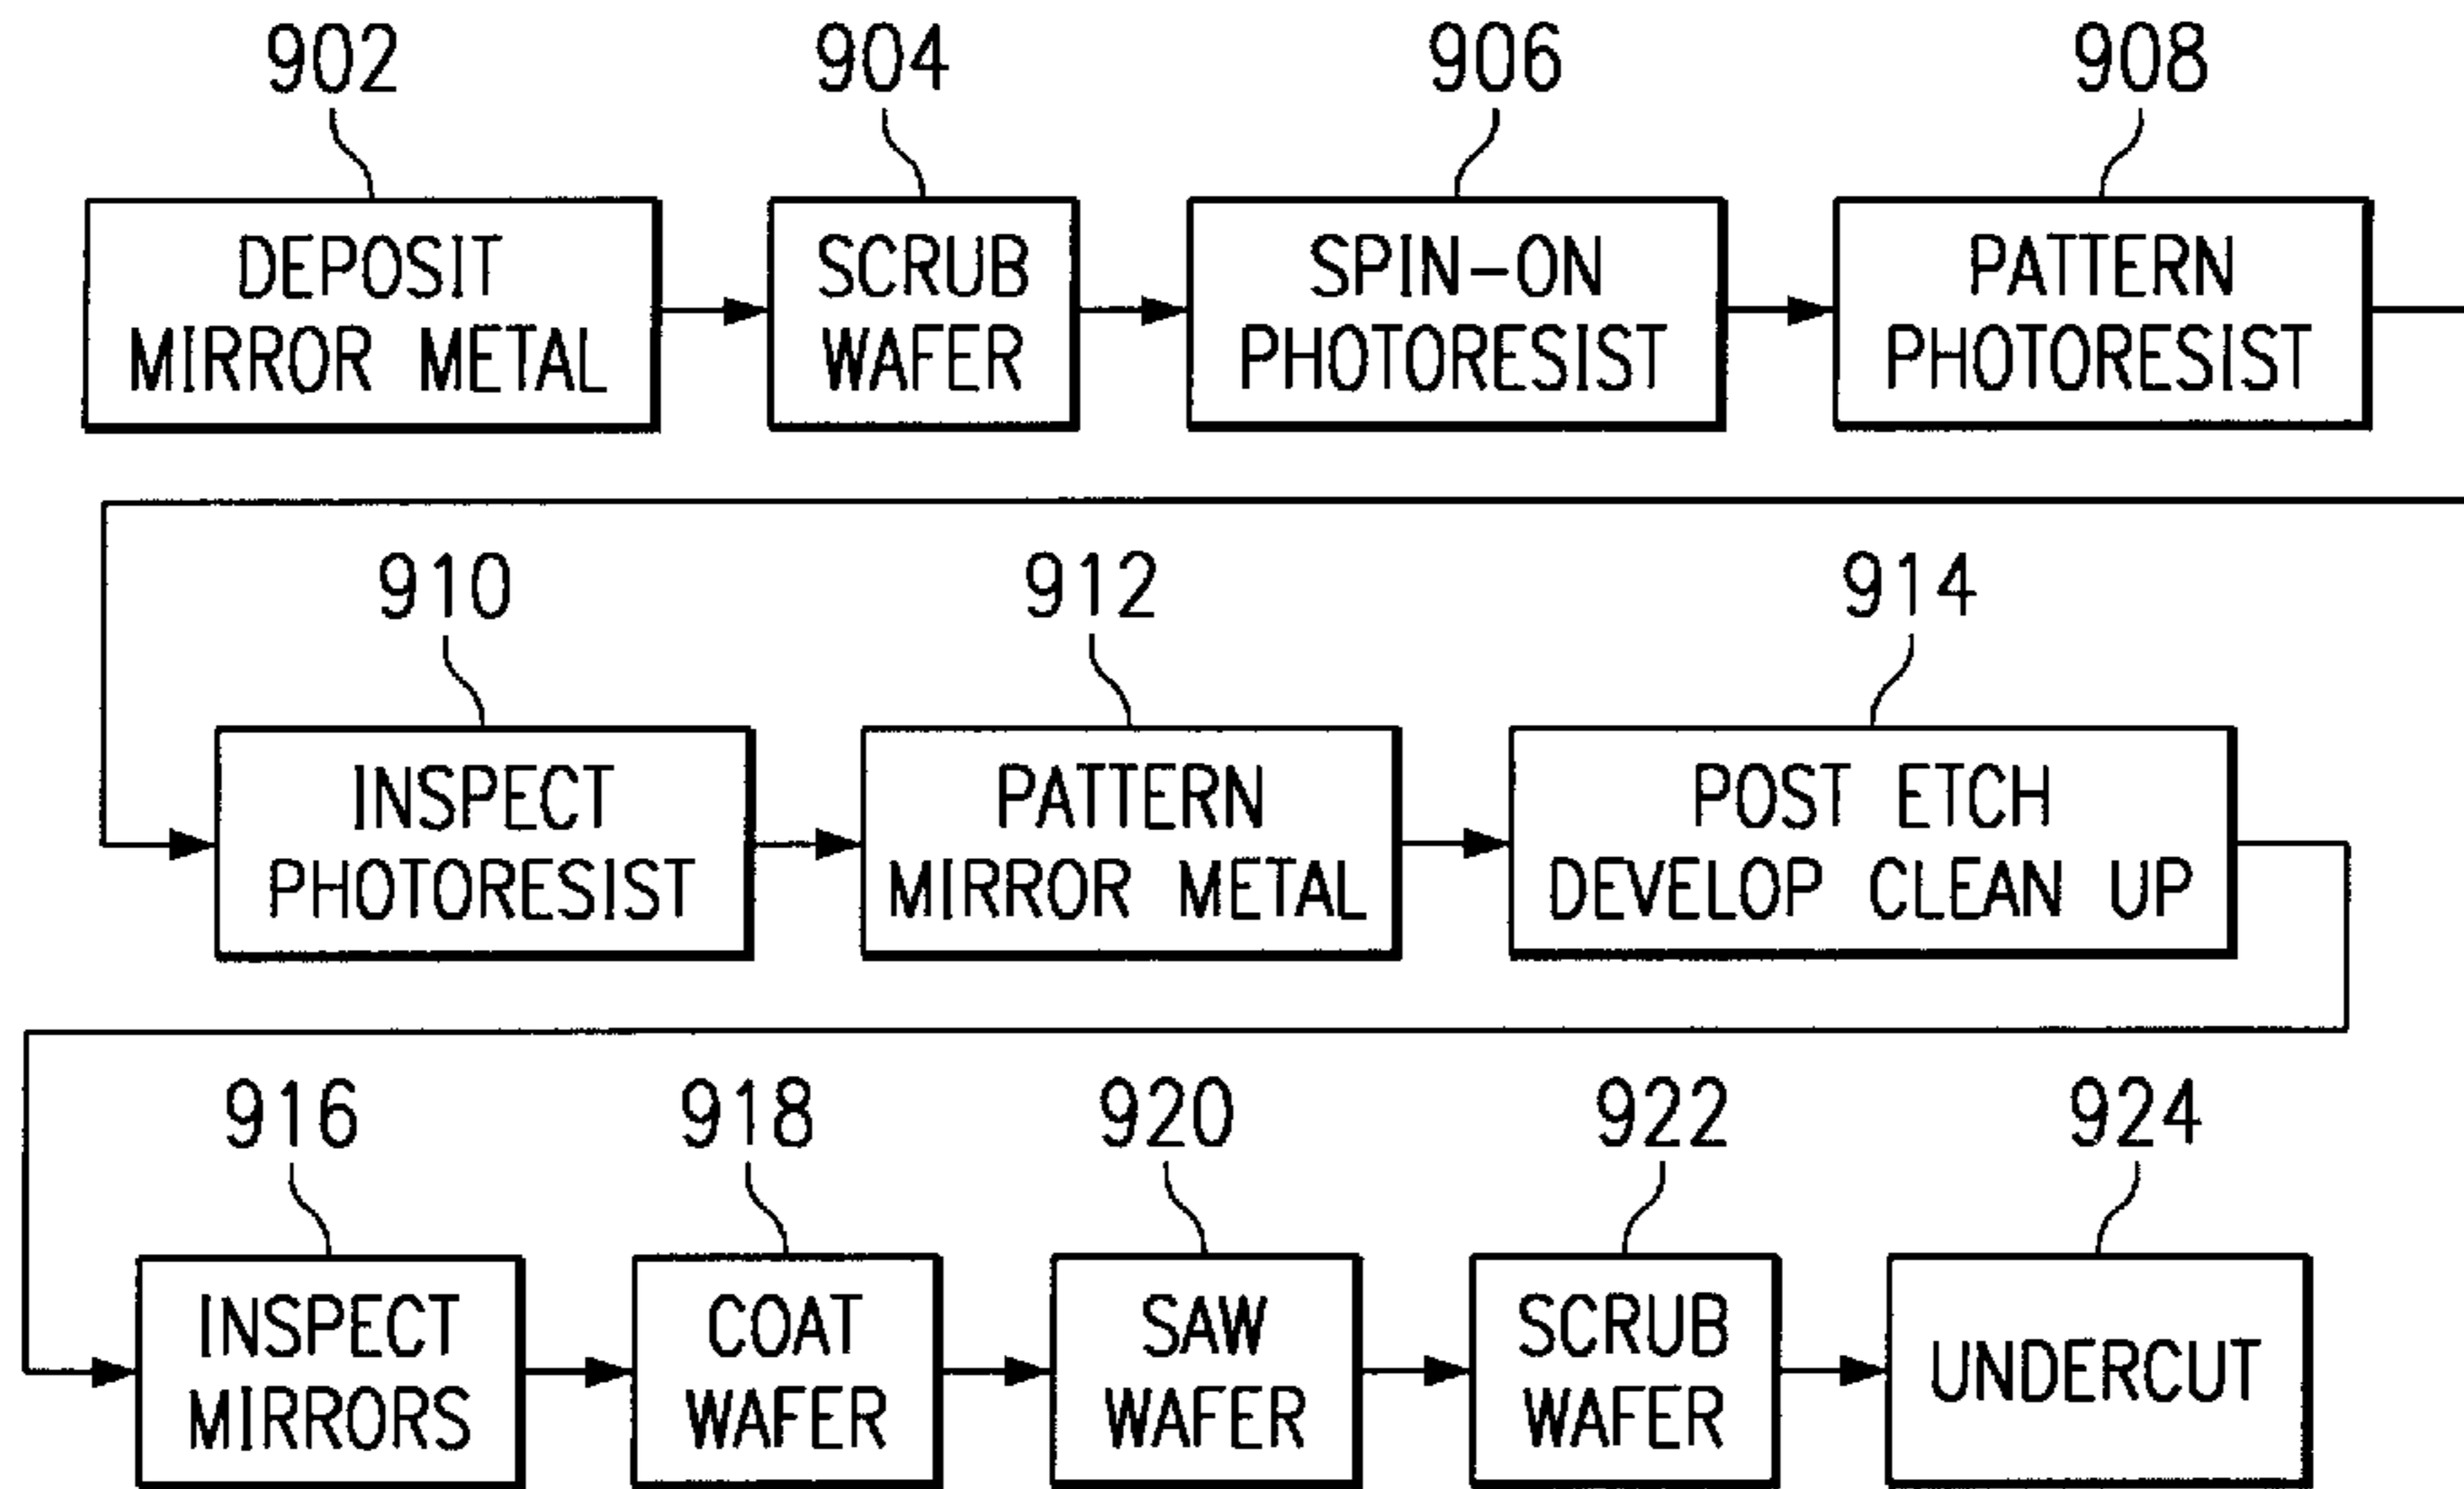 902 904 906 908
DEPOSIT
MIRROR METAL
SCRUB
WAFER
SPIN-ON
PHOTORESIST
PATTERN
PHOTORESIST
910 912 914
INSPECT
PHOTORESIST
PATTERN
MIRROR METAL
POST ETCH
DEVELOP CLEAN UP
916 918 920 922 924
INSPECT
MIRRORS
COAT
WAFER
SAW
WAFER
SCRUB
WAFER
UNDERCUT